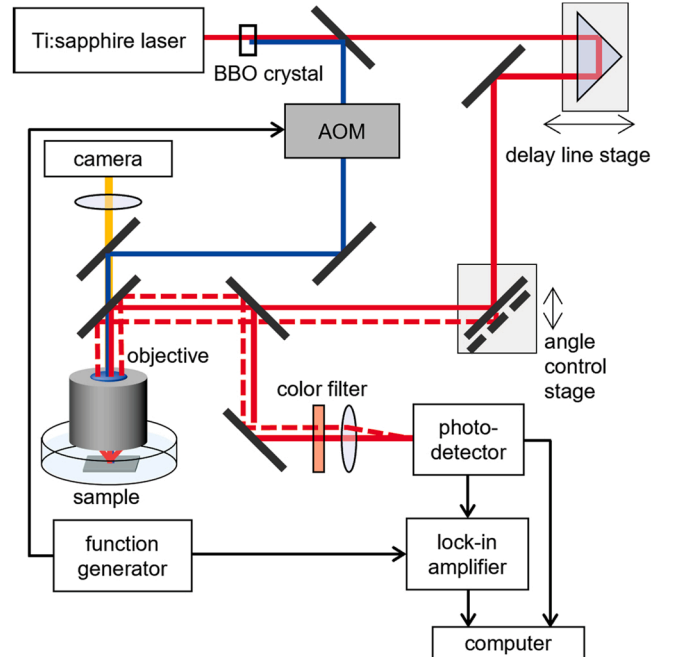 Ti:sapphire laser
BBO crystal
AOM
delay line stage
camera
objective
angle
control
stage
color filter
photo-
detector
sample
function
generator
lock-in
amplifier
computer